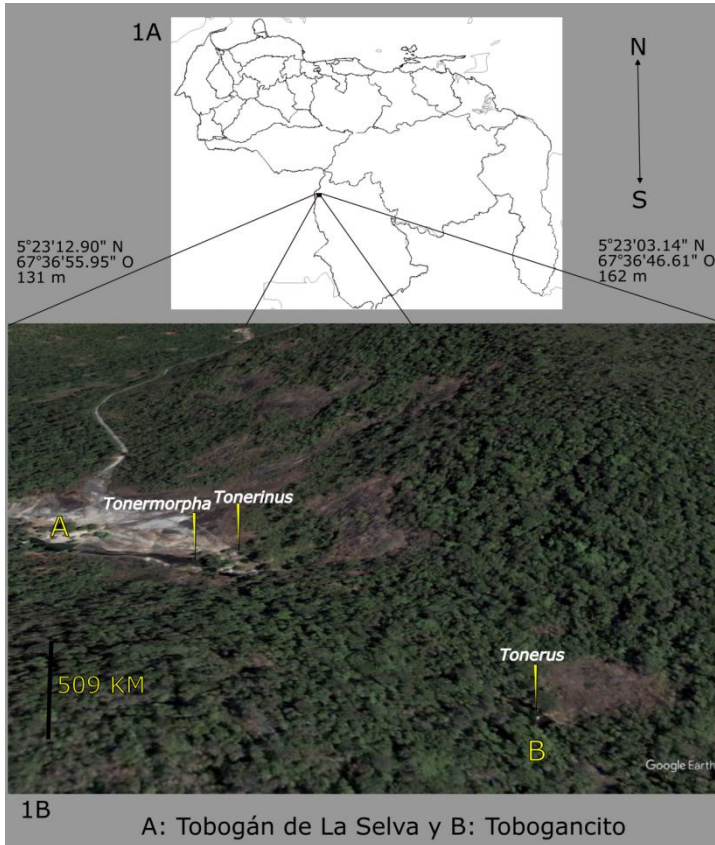 1A
N
S
5°23'12.90" N
67°36'55.95" O
131 m
5°23'03.14" N
67°36'46.61" O
162 m
Tonermorpha
Tonerinus
A
Tonerus
509 KM
B
Google Earth
1B
A: Tobogán de La Selva y B: Tobogancito